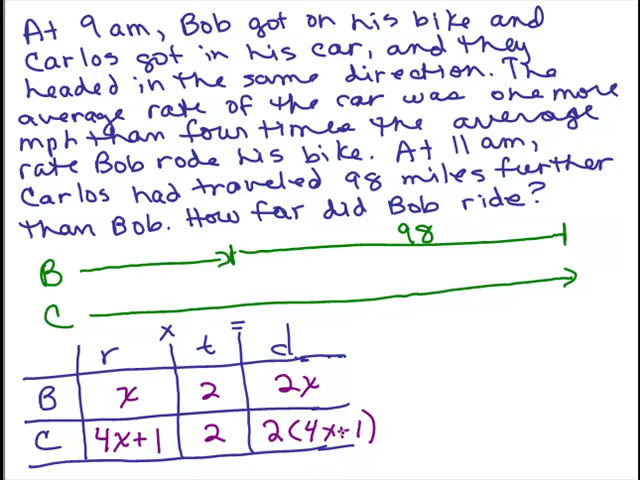 At 9 am, Bob got on his bike and
Carlos got in his car, and they
headed in the same direction. The
average rate of the car was one more
mph than four times the average
rate Bob rode his bike. At 11 am,
Carlos had traveled 98 miles further
than Bob. How far did Bob ride?
98
B
C
r x t = d
B x 2 2x
C 4x+1 2 2(4x+1)